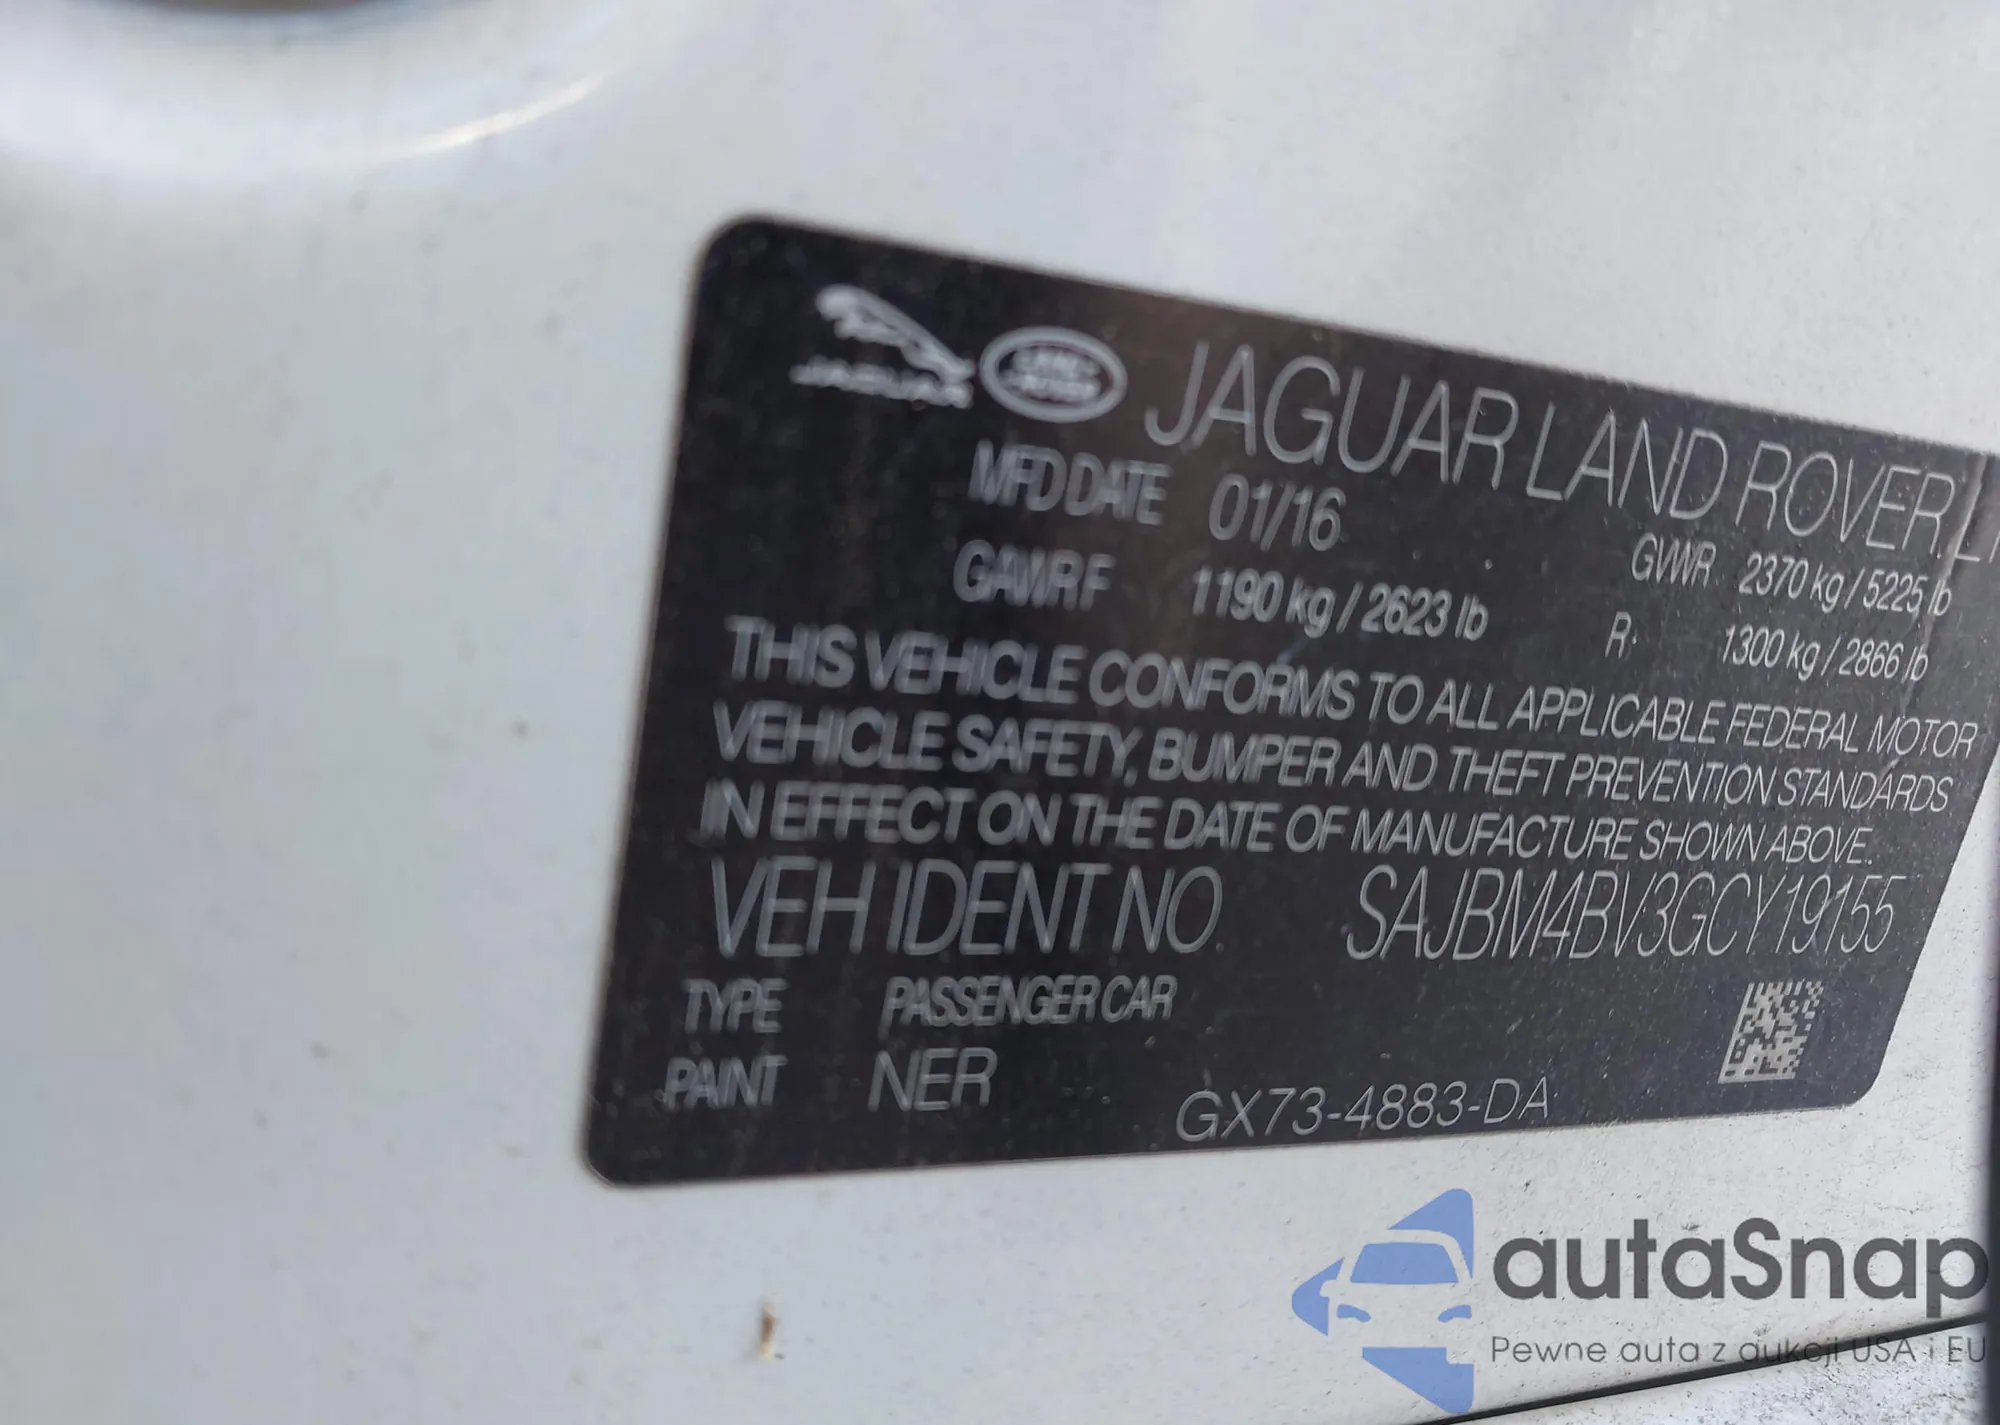 JAGUAR
LAND ROVER
JAGUAR LAND ROVER
MFD DATE 01/16
GVWR 2370 kg / 5225 lb
GAWR F 1190 kg / 2623 lb R: 1300 kg / 2866 lb
THIS VEHICLE CONFORMS TO ALL APPLICABLE FEDERAL MOTOR
VEHICLE SAFETY, BUMPER AND THEFT PREVENTION STANDARDS
IN EFFECT ON THE DATE OF MANUFACTURE SHOWN ABOVE.
VEH IDENT NO SAJBM4BV3GCY19155
TYPE PASSENGER CAR
PAINT NER
GX73-4883-DA
autaSnap
Pewne auta z aukcji USA i EU